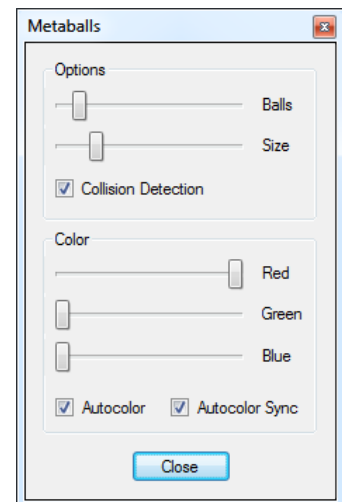 Metaballs
Options
Balls
Size
Collision Detection
Color
Red
Green
Blue
Autocolor Autocolor Sync
Close